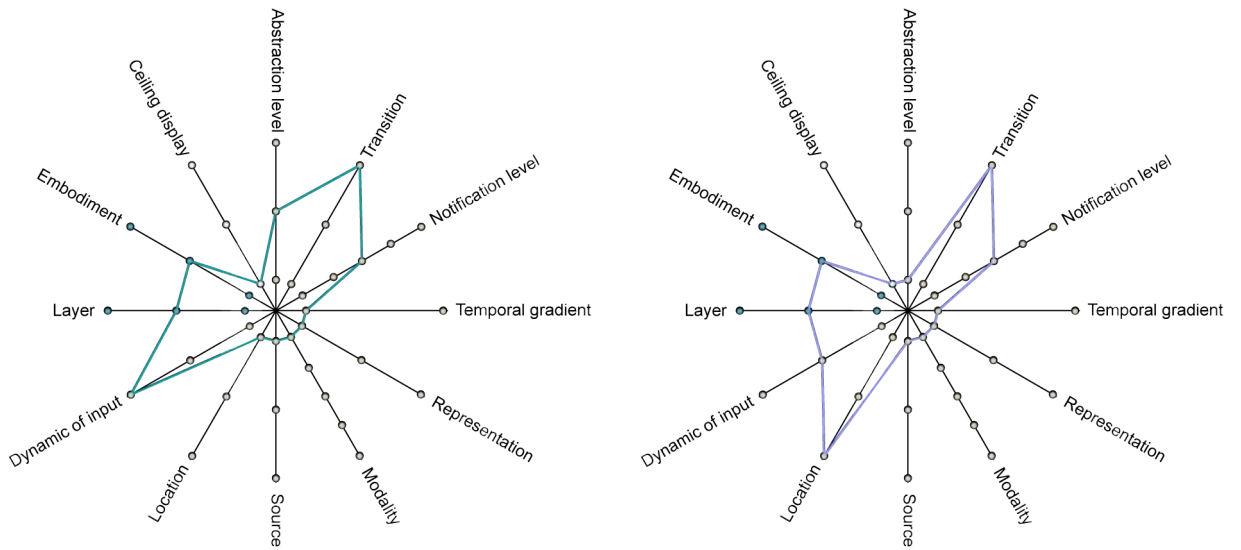 Abstraction level
Transition
Notification level
Temporal gradient
Representation
Modality
Source
Location
Dynamic of input
Layer
Embodiment
Ceiling display
Abstraction level
Transition
Notification level
Temporal gradient
Representation
Modality
Source
Location
Dynamic of input
Layer
Embodiment
Ceiling display